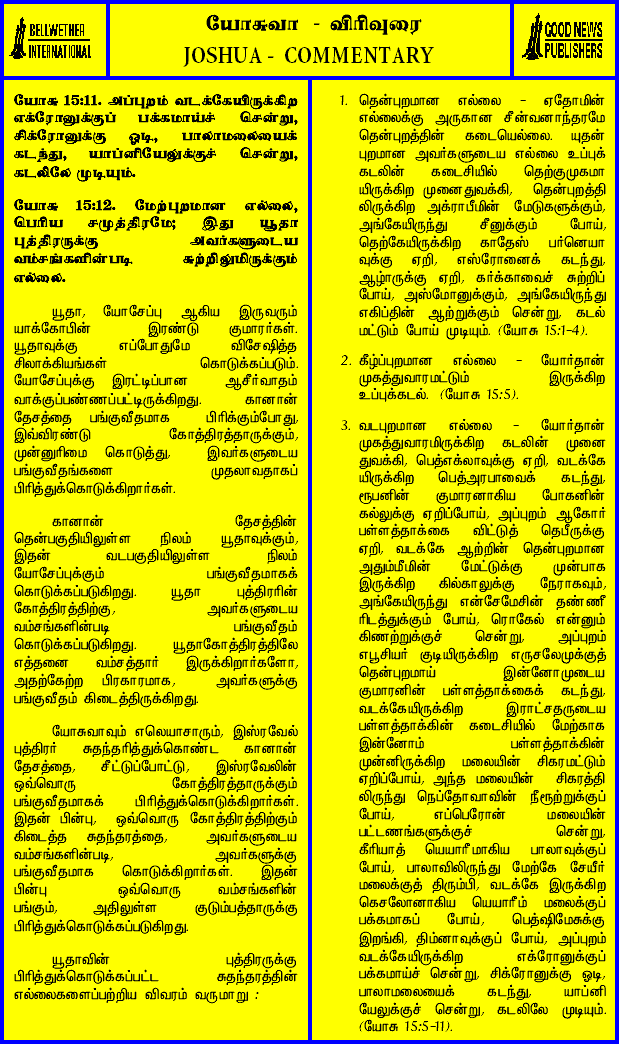 BELLWETHER
INTERNATIONAL
யோசுவா - விரிவுரை
JOSHUA - COMMENTARY
GOOD NEWS
PUBLISHERS
யோசு 15:11. அப்புறம் வடக்கேயிருக்கிற
எக்ரோனுக்குப் பக்கமாய்ச் சென்று,
சிக்ரோனுக்கு ஓடி, பாலாமலையைக்
கடந்து, யாப்னியேலுக்குச் சென்று,
கடலிலே முடியும்.
யோசு 15:12. மேற்புறமான எல்லை,
பெரிய சமுத்திரமே; இது யூதா
புத்திரருக்கு அவர்களுடைய
வம்சங்களின்படி சுற்றிலுமிருக்கும்
எல்லை.
யூதா, யோசேப்பு ஆகிய இருவரும்
யாக்கோபின் இரண்டு குமாரர்கள்.
யூதாவுக்கு எப்போதுமே விசேஷித்த
சிலாக்கியங்கள் கொடுக்கப்படும்.
யோசேப்புக்கு இரட்டிப்பான ஆசீர்வாதம்
வாக்குப்பண்ணப்பட்டிருக்கிறது. கானான்
தேசத்தை பங்குவீதமாக பிரிக்கும்போது,
இவ்விரண்டு கோத்திரத்தாருக்கும்,
முன்னுரிமை கொடுத்து, இவர்களுடைய
பங்குவீதங்களை முதலாவதாகப்
பிரித்துக்கொடுக்கிறார்கள்.
கானான் தேசத்தின்
தென்பகுதியிலுள்ள நிலம் யூதாவுக்கும்,
இதன் வடபகுதியிலுள்ள நிலம்
யோசேப்புக்கும் பங்குவீதமாகக்
கொடுக்கப்படுகிறது. யூதா புத்திரரின்
கோத்திரத்திற்கு, அவர்களுடைய
வம்சங்களின்படி பங்குவீதம்
கொடுக்கப்படுகிறது. யூதாகோத்திரத்திலே
எத்தனை வம்சத்தார் இருக்கிறார்களோ,
அதற்கேற்ற பிரகாரமாக, அவர்களுக்கு
பங்குவீதம் கிடைத்திருக்கிறது.
யோசுவாவும் எலெயாசாரும், இஸ்ரவேல்
புத்திரர் சுதந்தரித்துக்கொண்ட கானான்
தேசத்தை, சீட்டுப்போட்டு, இஸ்ரவேலின்
ஒவ்வொரு கோத்திரத்தாருக்கும்
பங்குவீதமாகக் பிரித்துக்கொடுக்கிறார்கள்.
இதன் பின்பு, ஒவ்வொரு கோத்திரத்திற்கும்
கிடைத்த சுதந்தரத்தை, அவர்களுடைய
வம்சங்களின்படி, அவர்களுக்கு
பங்குவீதமாக கொடுக்கிறார்கள். இதன்
பின்பு ஒவ்வொரு வம்சங்களின்
பங்கும், அதிலுள்ள குடும்பத்தாருக்கு
பிரித்துக்கொடுக்கப்படுகிறது.
யூதாவின் புத்திரருக்கு
பிரித்துக்கொடுக்கப்பட்ட சுதந்தரத்தின்
எல்லைகளைப்பற்றிய விவரம் வருமாறு :
1. தென்புறமான எல்லை - ஏதோமின்
எல்லைக்கு அருகான சீன்வனாந்தரமே
தென்புறத்தின் கடையெல்லை. யுதன்
புறமான அவர்களுடைய எல்லை உப்புக்
கடலின் கடைசியில் தெற்குமுகமா
யிருக்கிற முனைதுவக்கி, தென்புறத்தி
லிருக்கிற அக்ராபீமின் மேடுகளுக்கும்,
அங்கேயிருந்து சீனுக்கும் போய்,
தெற்கேயிருக்கிற காதேஸ் பர்னெயா
வுக்கு ஏறி, எஸ்ரோனைக் கடந்து,
ஆழாருக்கு ஏறி, கர்க்காவைச் சுற்றிப்
போய், அஸ்மோனுக்கும், அங்கேயிருந்து
எகிப்தின் ஆற்றுக்கும் சென்று, கடல்
மட்டும் போய் முடியும். (யோசு 15:1-4).
2. கீழ்ப்புறமான எல்லை - யோர்தான்
முகத்துவாரமட்டும் இருக்கிற
உப்புக்கடல். (யோசு 15:5).
3. வடபுறமான எல்லை - யோர்தான்
முகத்துவாரமிருக்கிற கடலின் முனை
துவக்கி, பெத்எக்லாவுக்கு ஏறி, வடக்கே
யிருக்கிற பெத்அரபாவைக் கடந்து,
ரூபனின் குமாரனாகிய போகனின்
கல்லுக்கு ஏறிப்போய், அப்புறம் ஆகோர்
பள்ளத்தாக்கை விட்டுத் தெபீருக்கு
ஏறி, வடக்கே ஆற்றின் தென்புறமான
அதும்மீமின் மேட்டுக்கு முன்பாக
இருக்கிற கில்காலுக்கு நேராகவும்,
அங்கேயிருந்து என்சேமேசின் தண்ணீ
ரிடத்துக்கும் போய், ரொகேல் என்னும்
கிணற்றுக்குச் சென்று, அப்புறம்
எபூசியர் குடியிருக்கிற எருசலேமுக்குத்
தென்புறமாய் இன்னோமுடைய
குமாரனின் பள்ளத்தாக்கைக் கடந்து,
வடக்கேயிருக்கிற இராட்சதருடைய
பள்ளத்தாக்கின் கடைசியில் மேற்காக
இன்னோம் பள்ளத்தாக்கின்
முன்னிருக்கிற மலையின் சிகரமட்டும்
ஏறிப்போய், அந்த மலையின் சிகரத்தி
லிருந்து நெப்தோவாவின் நீரூற்றுக்குப்
போய், எப்பெரோன் மலையின்
பட்டணங்களுக்குச் சென்று,
கீரியாத் யெயாரீமாகிய பாலாவுக்குப்
போய், பாலாவிலிருந்து மேற்கே சேயீர்
மலைக்குத் திரும்பி, வடக்கே இருக்கிற
கெசலோனாகிய யெயாரீம் மலைக்குப்
பக்கமாகப் போய், பெத்ஷிமேசுக்கு
இறங்கி, திம்னாவுக்குப் போய், அப்புறம்
வடக்கேயிருக்கிற எக்ரோனுக்குப்
பக்கமாய்ச் சென்று, சிக்ரோனுக்கு ஓடி,
பாலாமலையைக் கடந்து, யாப்னி
யேலுக்குச் சென்று, கடலிலே முடியும்.
(யோசு 15:5-11).